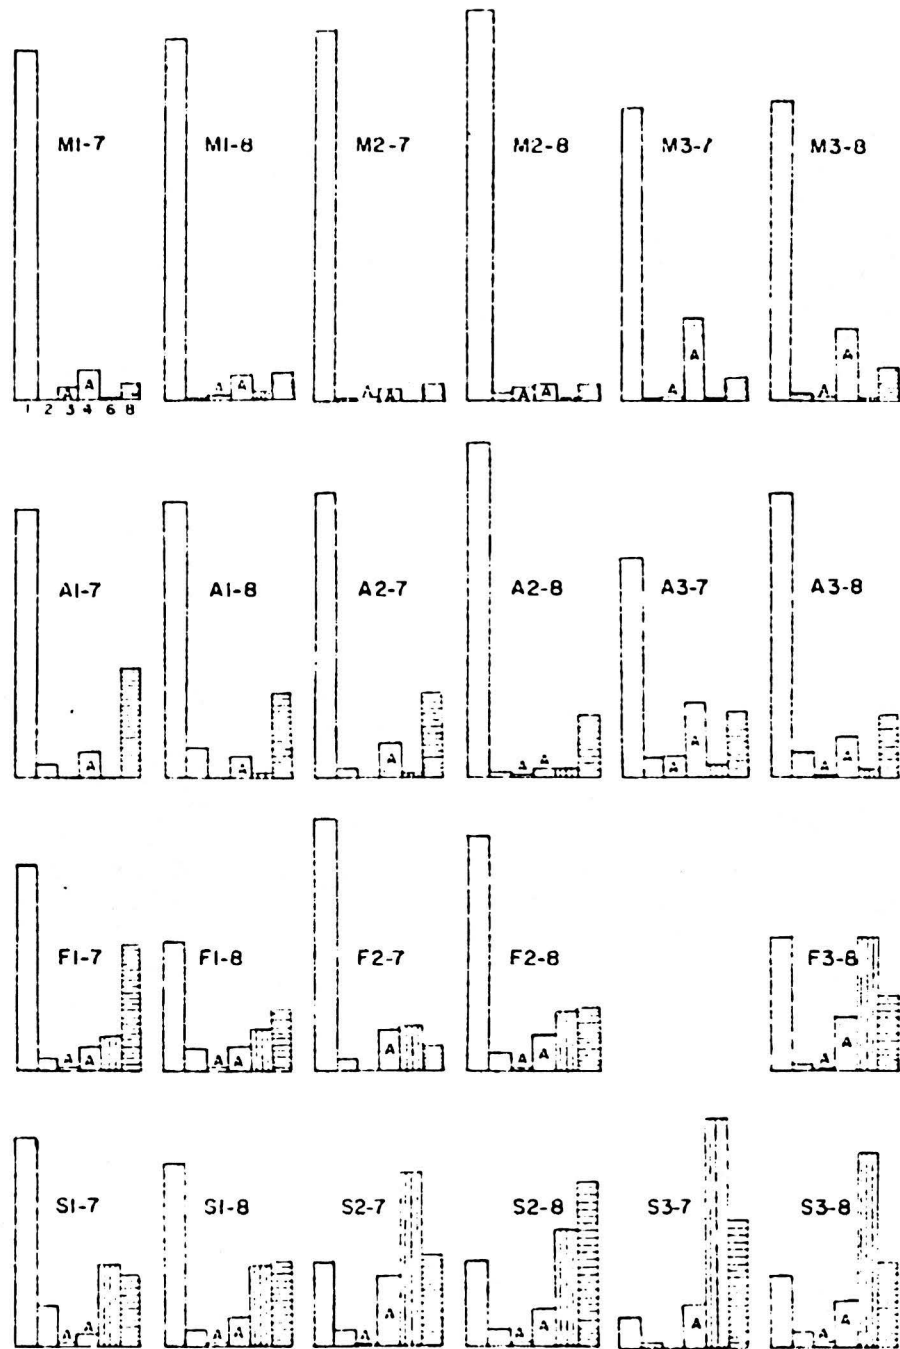 M1-7 M1-8 M2-7 M2-8 M3-7 M3-8
A A A A A A A A A A A A
1 2 3 4 6 8
A1-7 A1-8 A2-7 A2-8 A3-7 A3-8
A A A A A A A A A A
F1-7 F1-8 F2-7 F2-8 F3-8
A A A A A A A A A
S1-7 S1-8 S2-7 S2-8 S3-7 S3-8
A A A A A A A A A A A